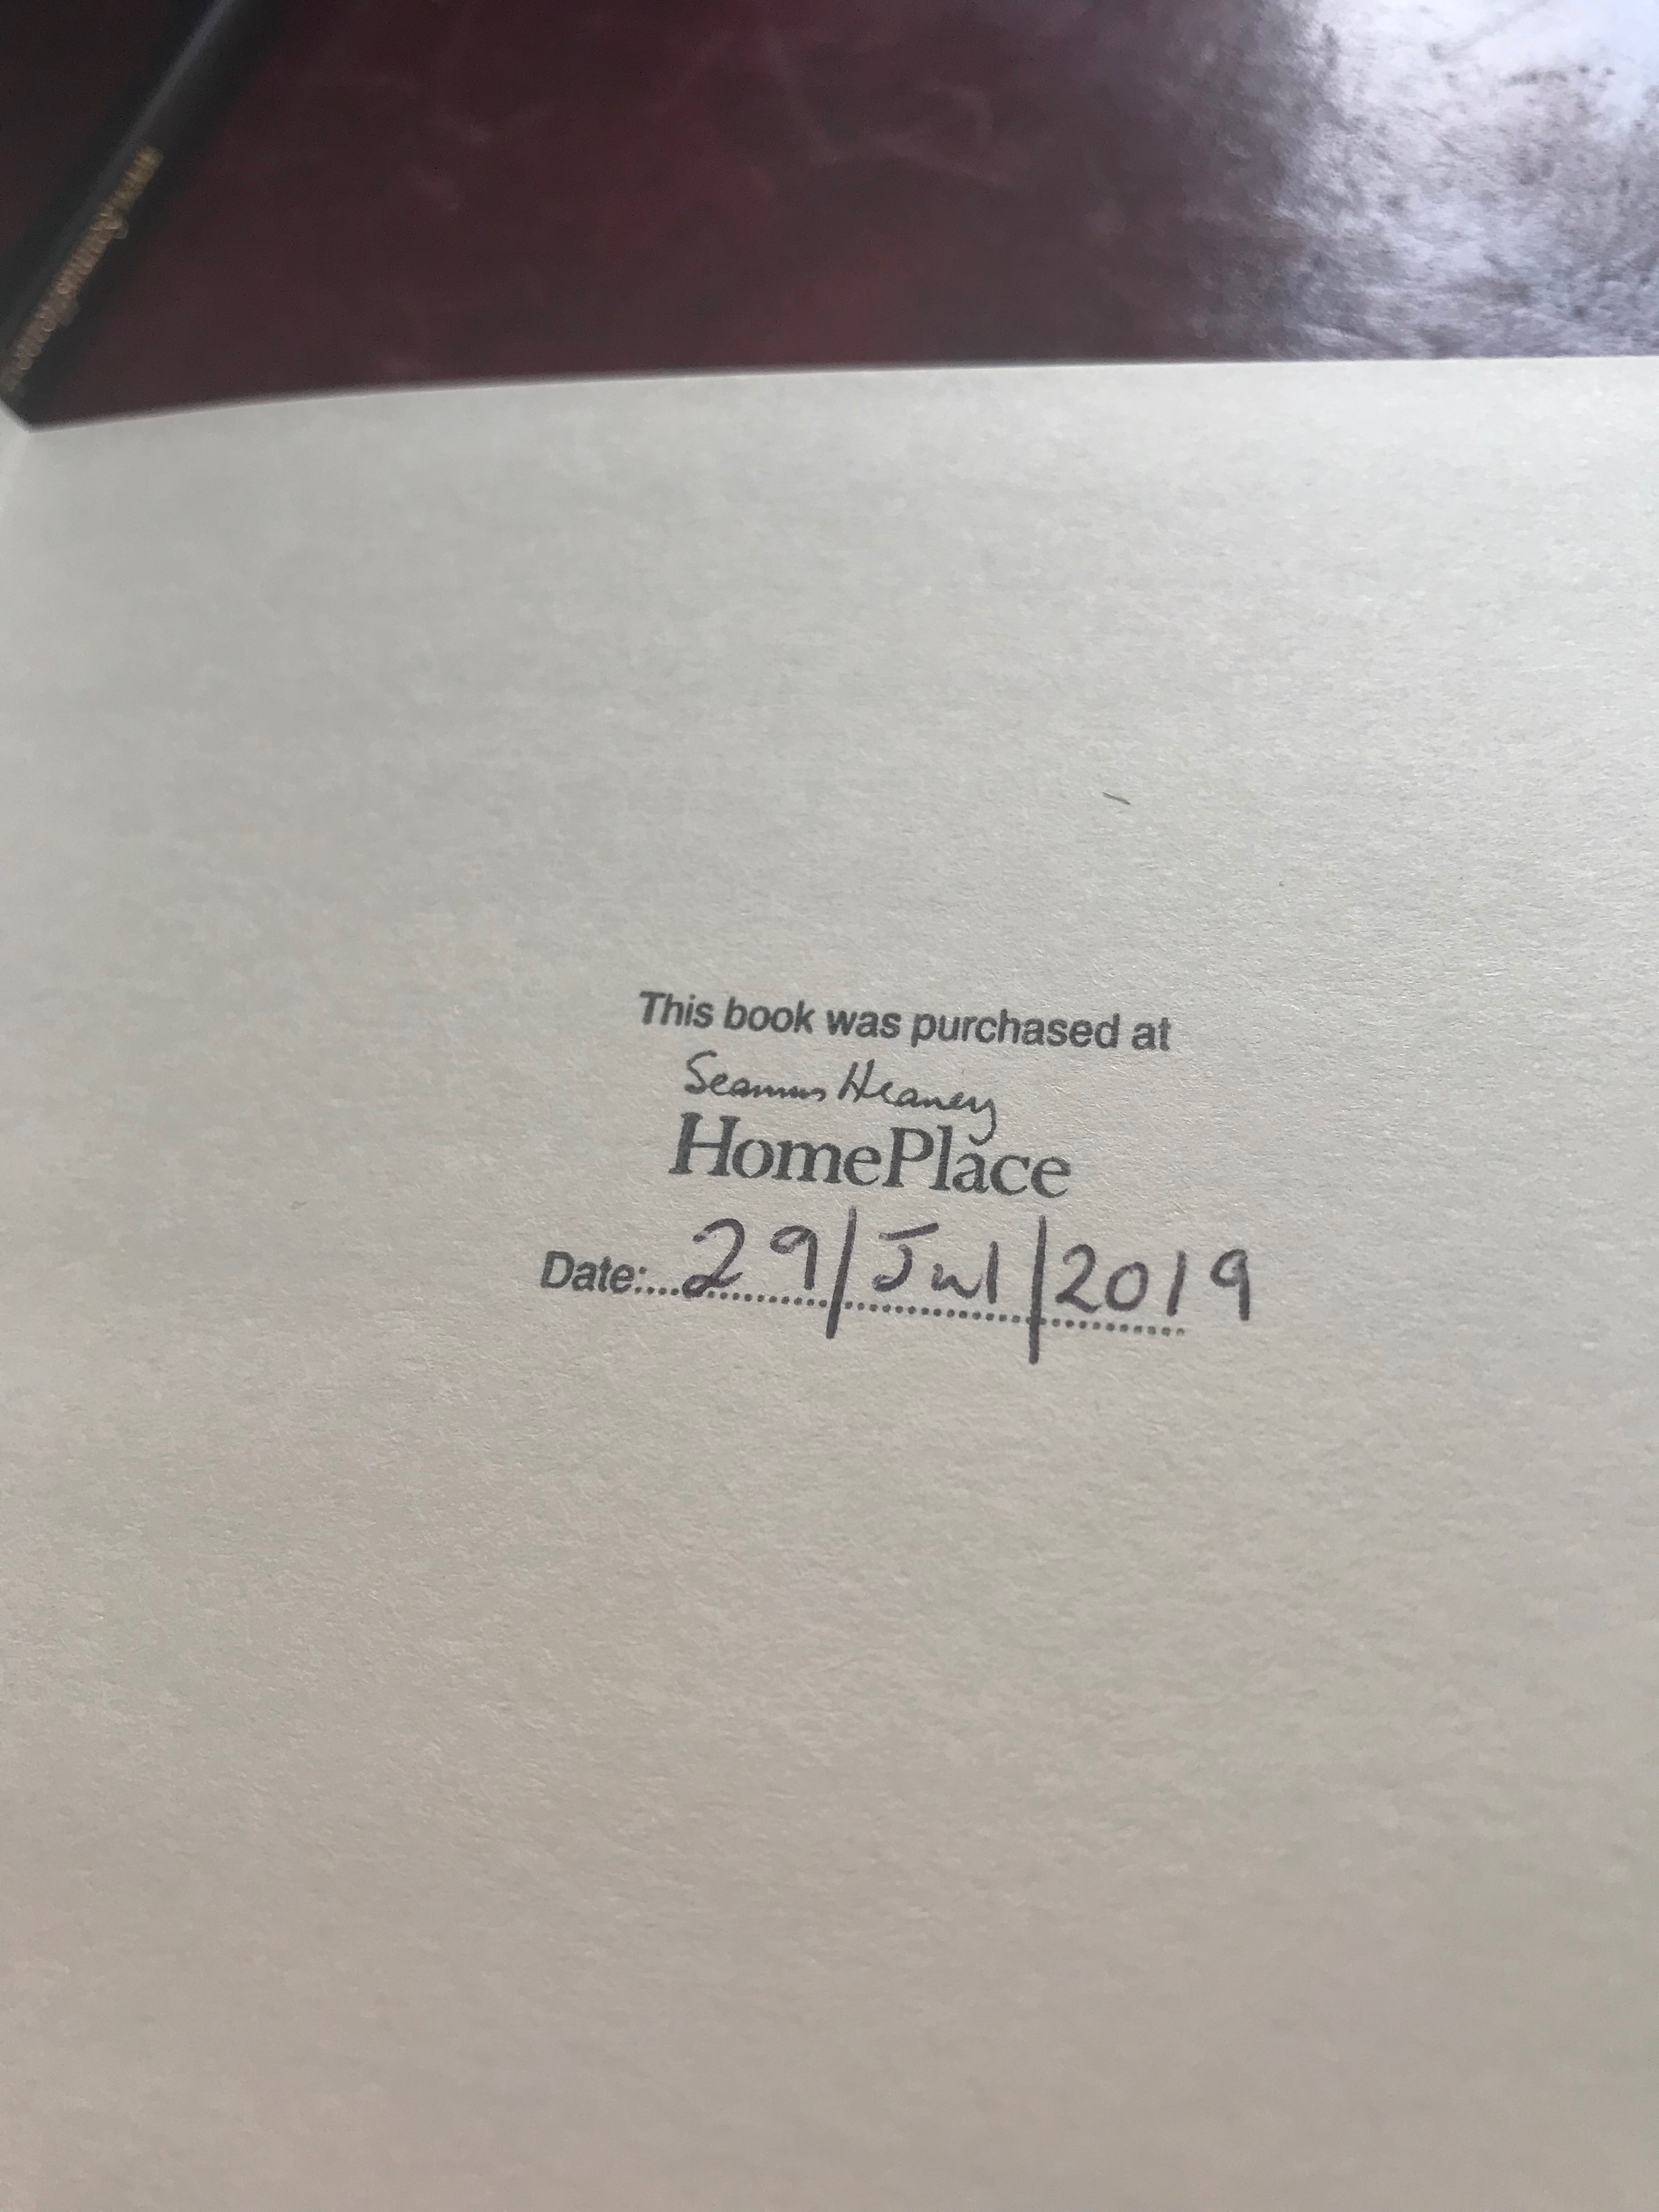 This book was purchased at
Seamus Heaney
HomePlace
Date:....29/Jul/2019